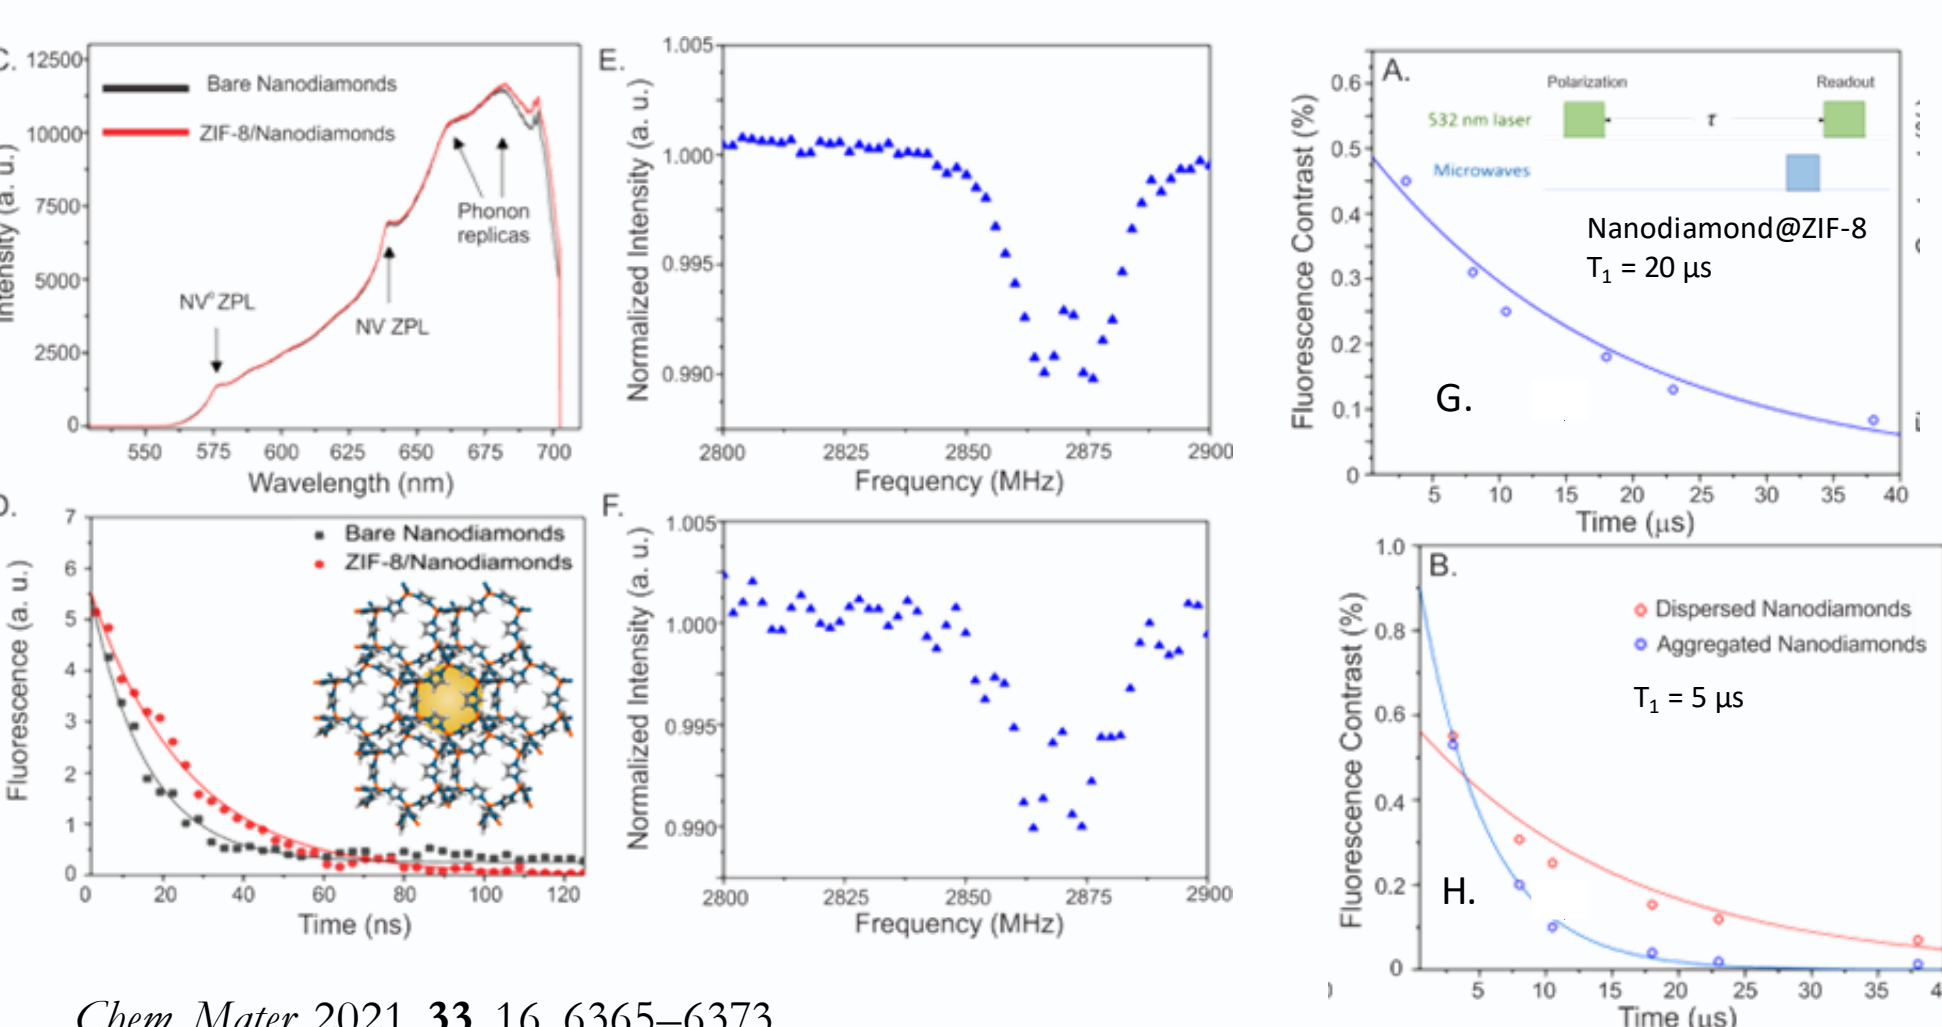 C.
12500
10000
7500
5000
2500
0
Intensity (a. u.)
Bare Nanodiamonds
ZIF-8/Nanodiamonds
Phonon
replicas
NV⁰ ZPL
NV ZPL
550 575 600 625 650 675 700
Wavelength (nm)
D.
7
6
5
4
3
2
1
0
Fluorescence (a. u.)
Bare Nanodiamonds
ZIF-8/Nanodiamonds
0 20 40 60 80 100 120
Time (ns)
E.
1.005
1.000
0.995
0.990
Normalized Intensity (a. u.)
2800 2825 2850 2875 2900
Frequency (MHz)
F.
1.005
1.000
0.995
0.990
Normalized Intensity (a. u.)
2800 2825 2850 2875 2900
Frequency (MHz)
A.
0.6
0.5
0.4
0.3
0.2
0.1
0
Fluorescence Contrast (%)
Polarization Readout
532 nm laser τ
Microwaves
Nanodiamond@ZIF-8
T₁ = 20 μs
G.
5 10 15 20 25 30 35 40
Time (μs)
B.
1.0
0.8
0.6
0.4
0.2
0
Fluorescence Contrast (%)
Dispersed Nanodiamonds
Aggregated Nanodiamonds
T₁ = 5 μs
H.
5 10 15 20 25 30 35 4
Time (μs)
Chem. Mater. 2021, 33, 16, 6365–6373